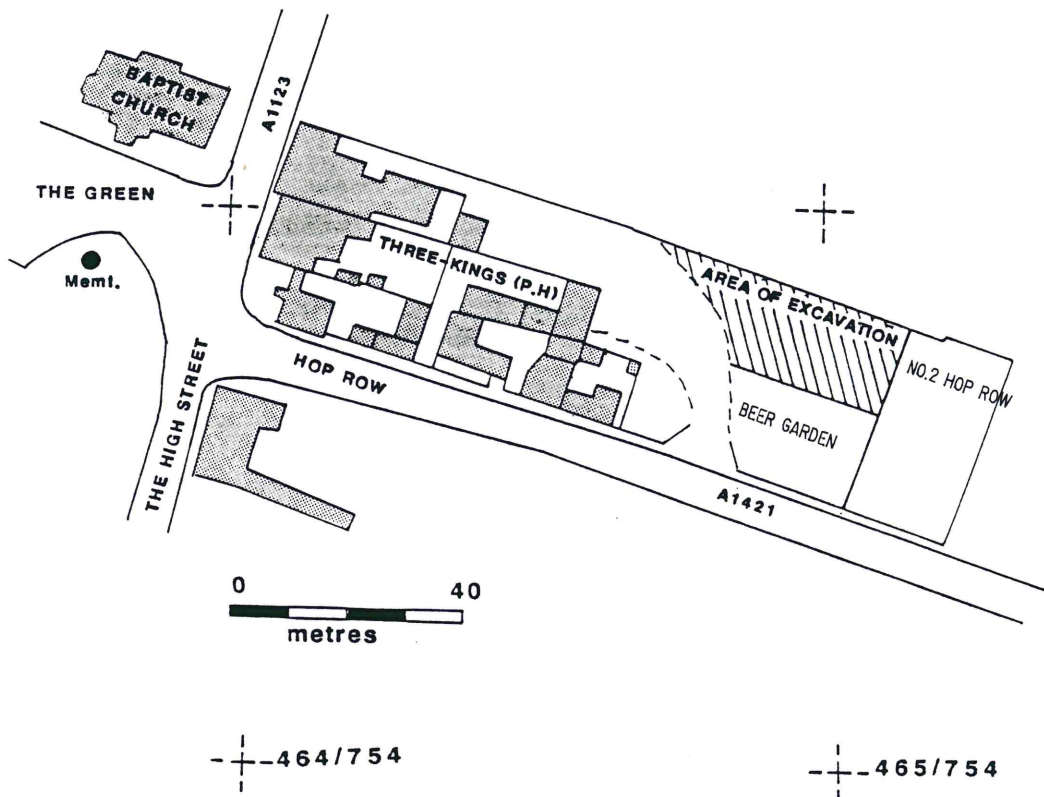 BAPTIST
CHURCH
A1123
THE GREEN
Memt.
THREE-KINGS (P.H)
AREA OF EXCAVATION
NO.2 HOP ROW
HOP ROW
BEER GARDEN
THE HIGH STREET
A1421
0 40
metres
464/754
465/754